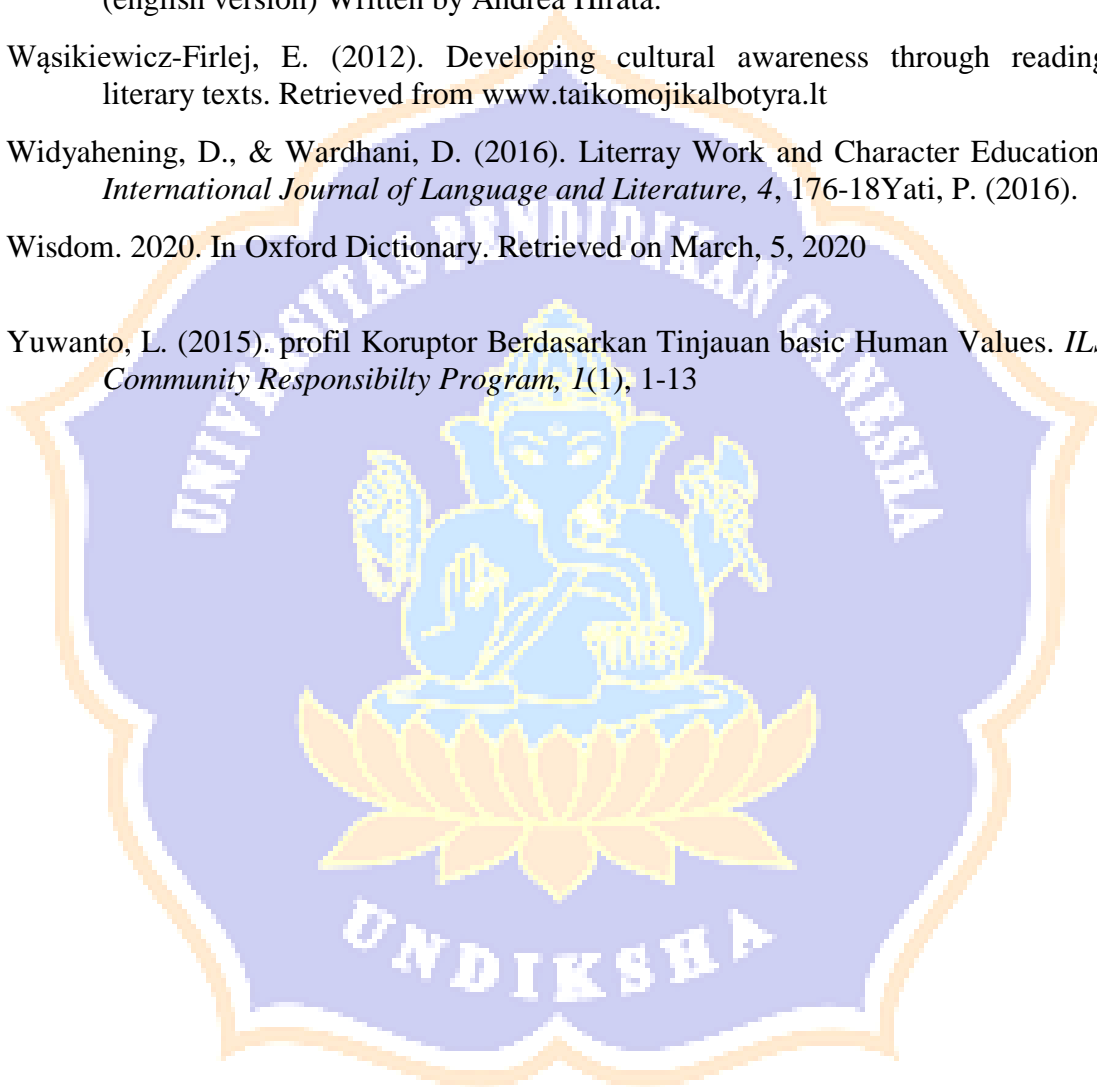 (english version) Written by Andrea Hirata.
Wąsikiewicz-Firlej, E. (2012). Developing cultural awareness through reading
literary texts. Retrieved from www.taikomojikalbotyra.lt
Widyahening, D., & Wardhani, D. (2016). Literray Work and Character Education
International Journal of Language and Literature, 4, 176-18Yati, P. (2016).
Wisdom. 2020. In Oxford Dictionary. Retrieved on March, 5, 2020
Yuwanto, L. (2015). profil Koruptor Berdasarkan Tinjauan basic Human Values.
Community Responsibilty Program, 1(1), 1-13
UNIVERSITAS PENDIDIKAN GANESHA
UNDIKSHA